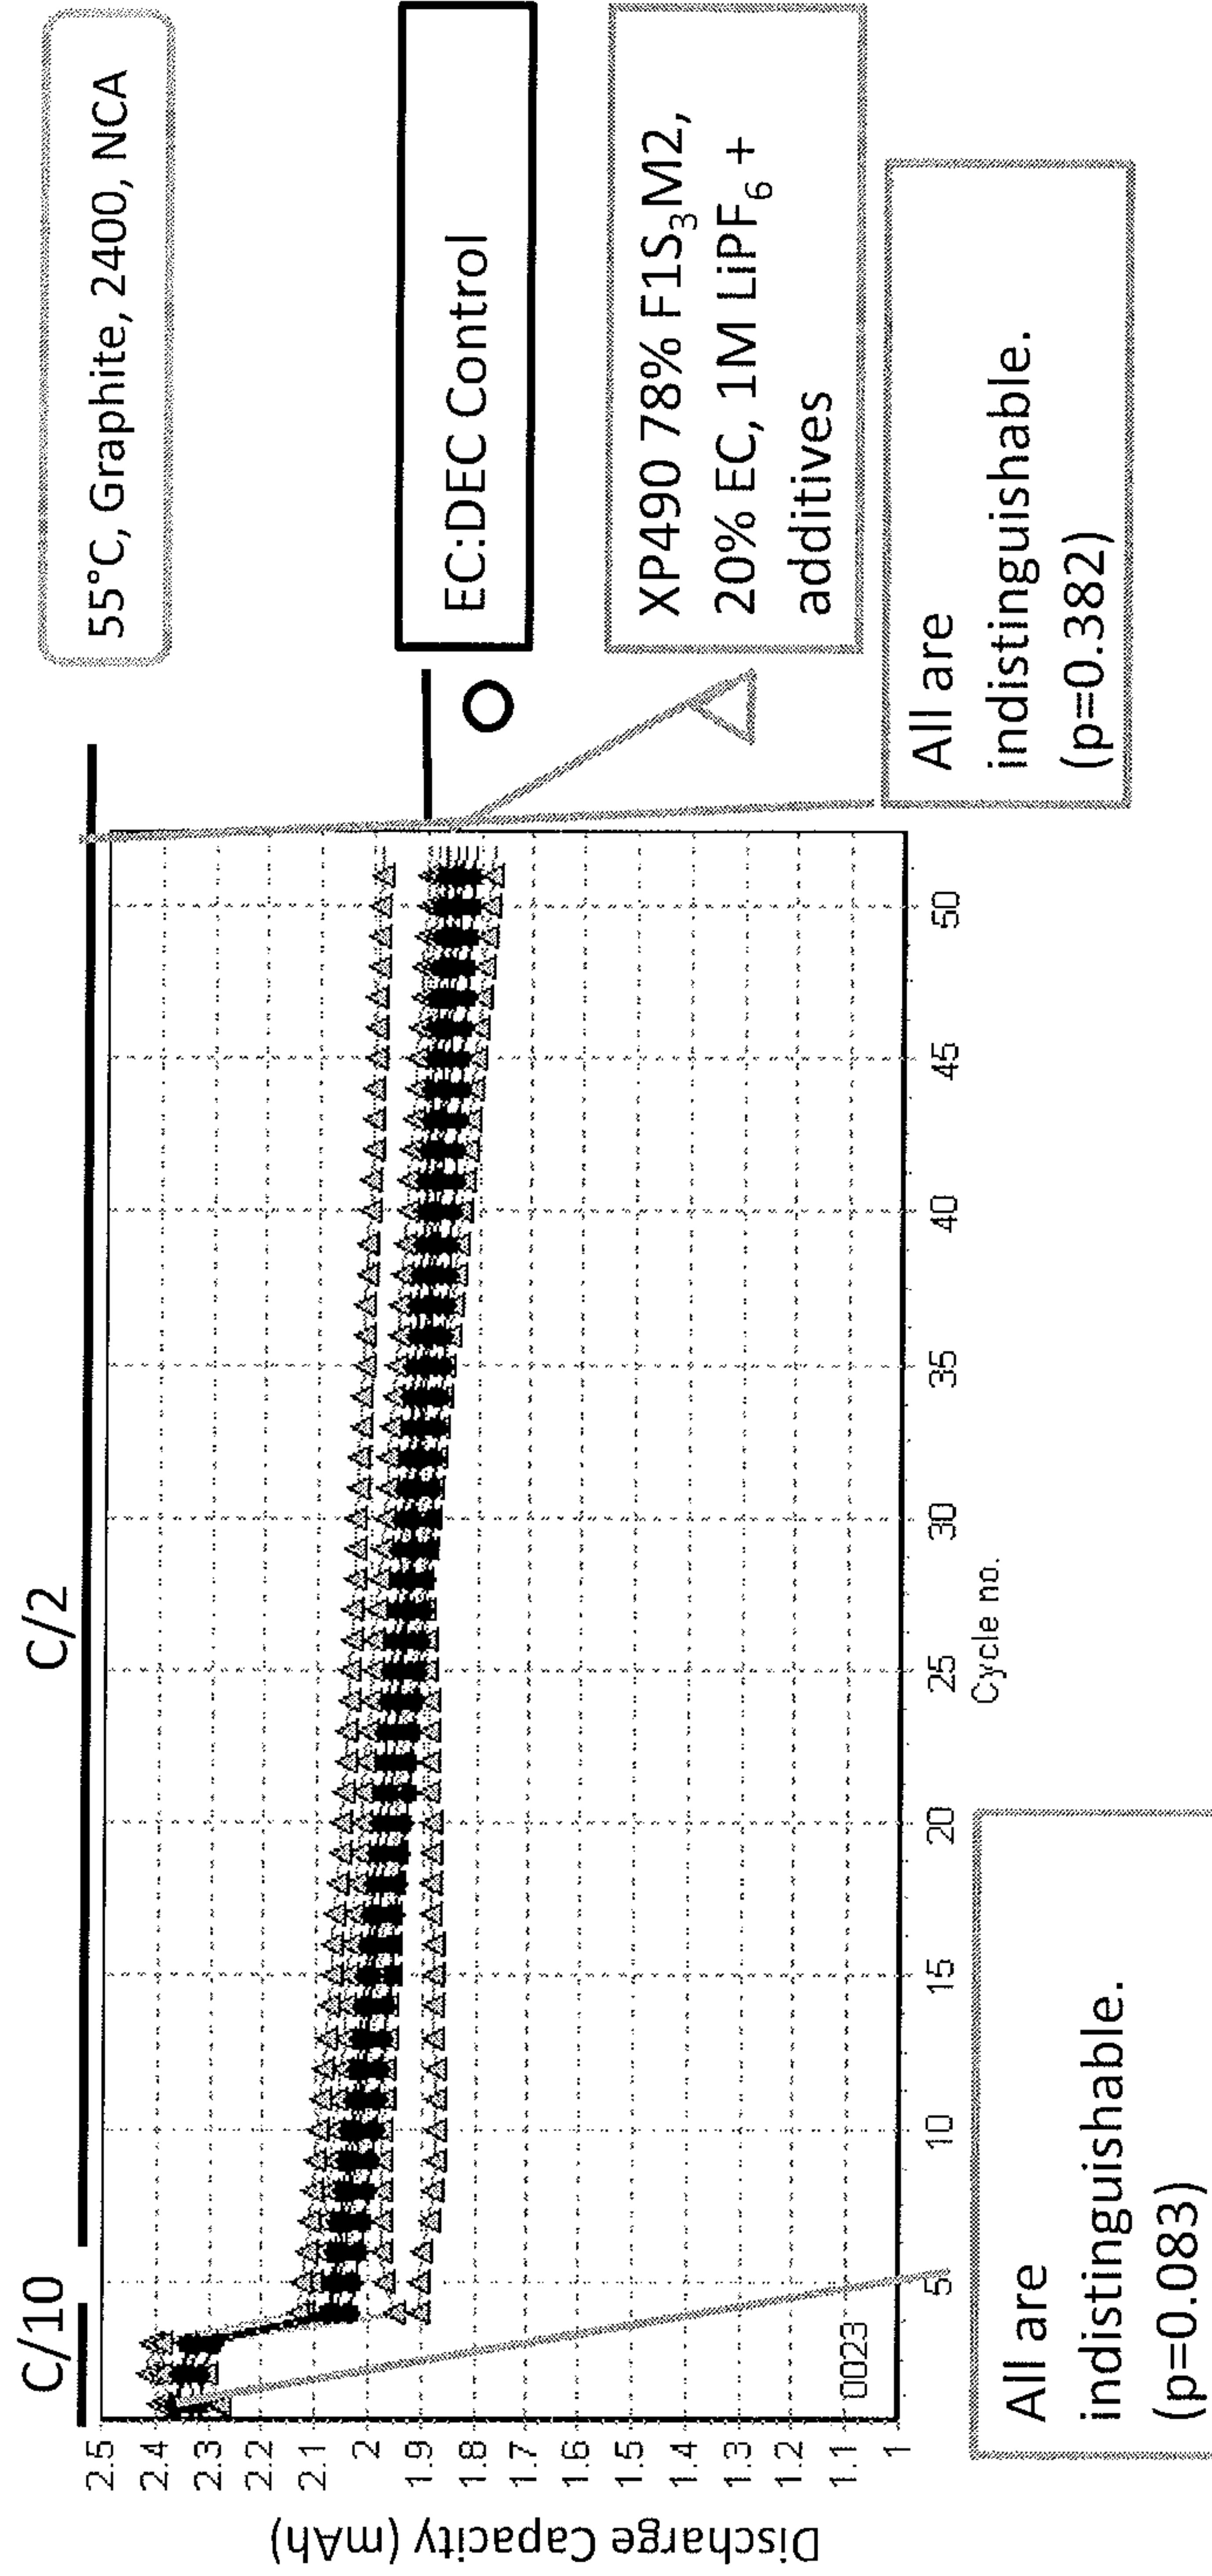 C/10
C/2
55°C, Graphite, 2400, NCA
EC:DEC Control
XP490 78% F1S3M2,
20% EC, 1M LiPF6 +
additives
All are
indistinguishable.
(p=0.382)
Discharge Capacity (mAh)
2.5
2.4
2.3
2.2
2.1
2
1.9
1.8
1.7
1.6
1.5
1.4
1.3
1.2
1.1
1
0023
5
10
15
20
25
30
35
40
45
50
Cycle no.
All are
indistinguishable.
(p=0.083)